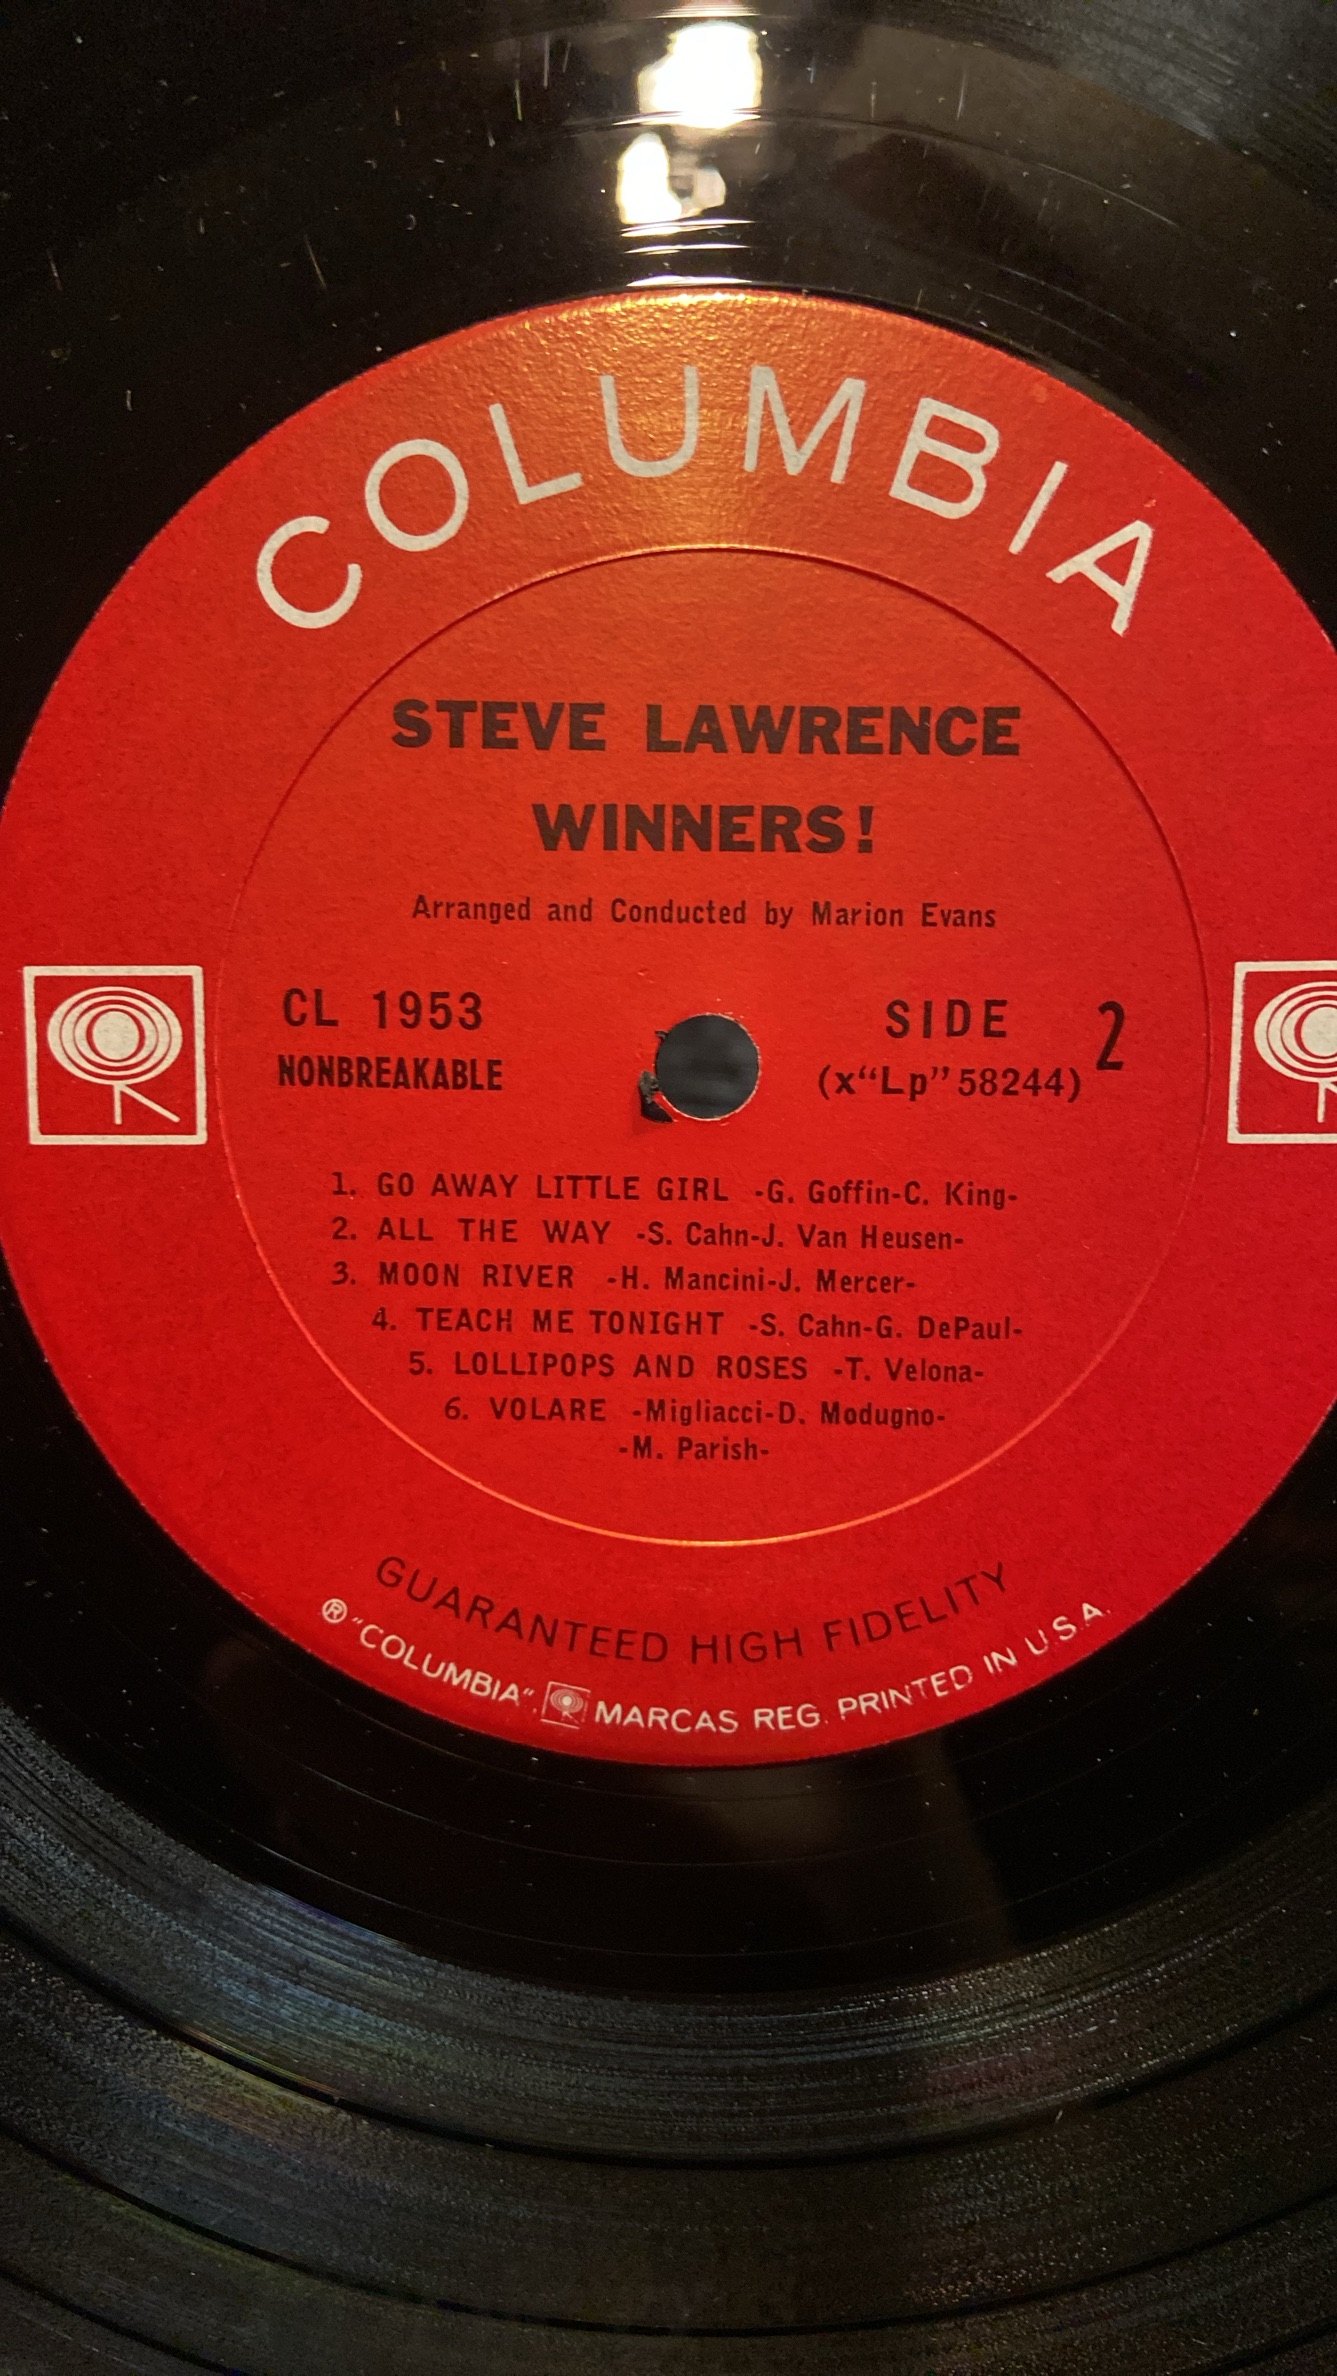 COLUMBIA
STEVE LAWRENCE
WINNERS!
Arranged and Conducted by Marion Evans
CL 1953
NONBREAKABLE
SIDE 2
(x“Lp” 58244)
1. GO AWAY LITTLE GIRL -G. Goffin-C. King-
2. ALL THE WAY -S. Cahn-J. Van Heusen-
3. MOON RIVER -H. Mancini-J. Mercer-
4. TEACH ME TONIGHT -S. Cahn-G. DePaul-
5. LOLLIPOPS AND ROSES -T. Velona-
6. VOLARE -Migliacci-D. Modugno-
-M. Parish-
GUARANTEED HIGH FIDELITY
® "COLUMBIA", MARCAS REG. PRINTED IN U.S.A.